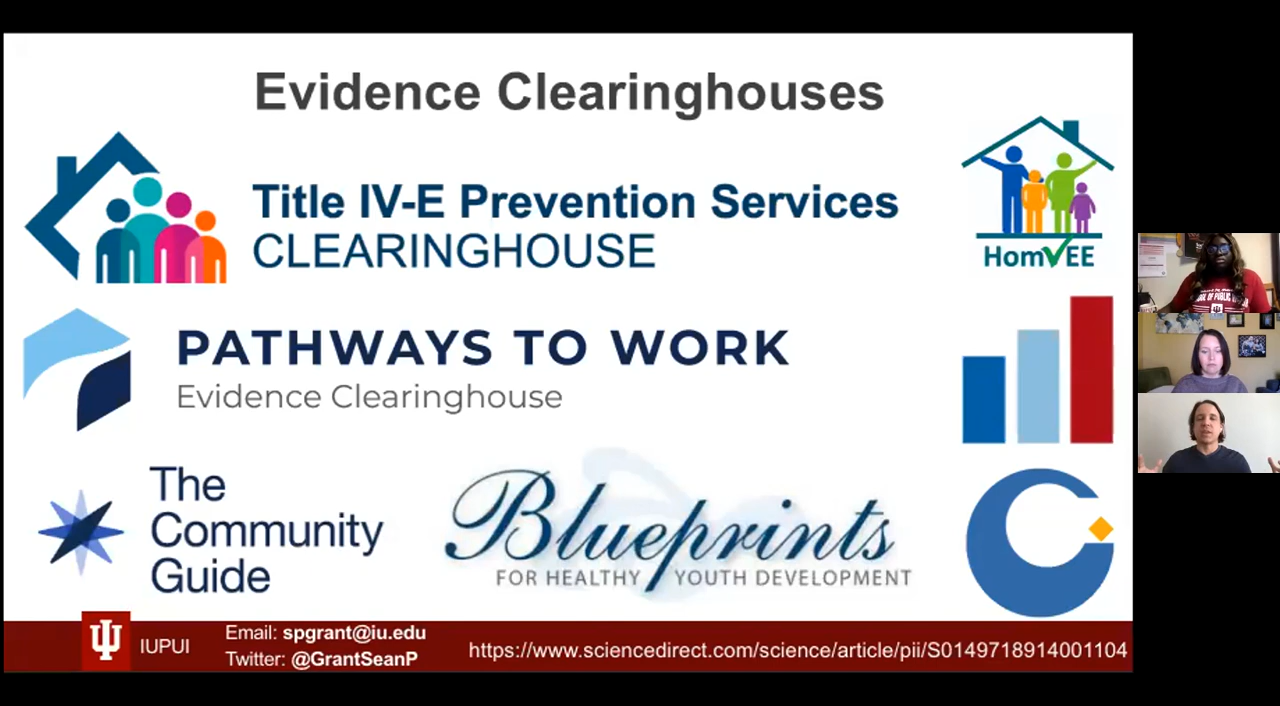 Evidence Clearinghouses
Title IV-E Prevention Services
CLEARINGHOUSE
HomVEE
PATHWAYS TO WORK
Evidence Clearinghouse
The
Community
Guide
Blueprints
FOR HEALTHY YOUTH DEVELOPMENT
IUPUI
Email: spgrant@iu.edu
Twitter: @GrantSeanP
https://www.sciencedirect.com/science/article/pii/S0149718914001104